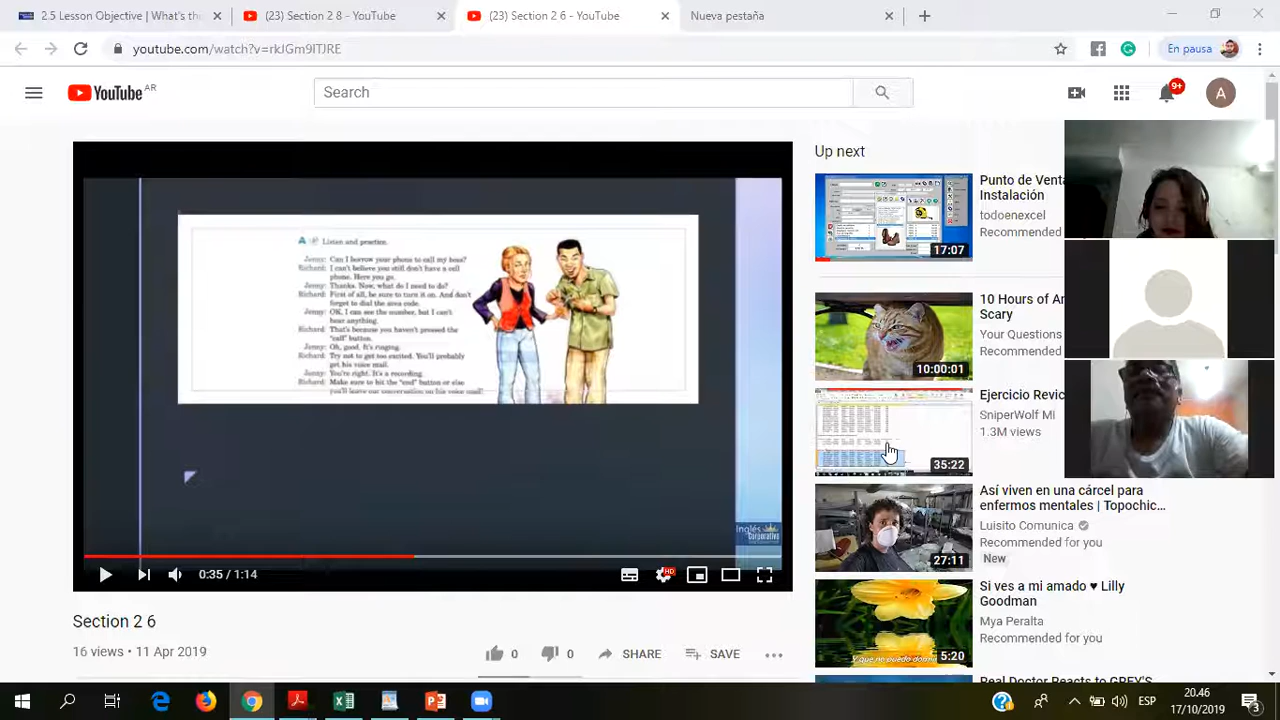 2.5 Lesson Objective | What's the
(23) Section 2 8 - YouTube
(23) Section 2 6 - YouTube
Nueva pestaña
youtube.com/watch?v=rkJGm9ITJRE
En pausa
YouTube AR
Search
9+
A
A Listen and practice.
Jenny: Can I borrow your phone to call my boss?
Richard: I can't believe you still don't have a cell
phone. Here you go.
Jenny: Thanks. Now, what do I need to do?
Richard: First of all, be sure to turn it on. And don't
forget to dial the area code.
Jenny: OK, I can see the number, but I can't
hear anything.
Richard: That's because you haven't pressed the
"call" button.
Jenny: Oh, good. It's ringing.
Richard: Try not to get too excited. You'll probably
get his voice mail.
Jenny: You're right. It's a recording.
Richard: Make sure to hit the "end" button or else
you'll leave our conversation on his voice mail!
Inglés
Corporativo
0:35 / 1:14
HD
Section 2 6
16 views • 11 Apr 2019
0
0
SHARE
SAVE
Up next
Punto de Venta
Instalación
todoenexcel
Recommended
17:07
10 Hours of Ar
Scary
Your Questions
Recommended
10:00:01
Ejercicio Revic
SniperWolf Mi
1.3M views
35:22
Así viven en una cárcel para
enfermos mentales | Topochic...
Luisito Comunica
Recommended for you
New
27:11
Si ves a mi amado ♥ Lilly
Goodman
Mya Peralta
Recommended for you
5:20
Real Doctor Reacts to GREY'S
ESP
20.46
17/10/2019
3